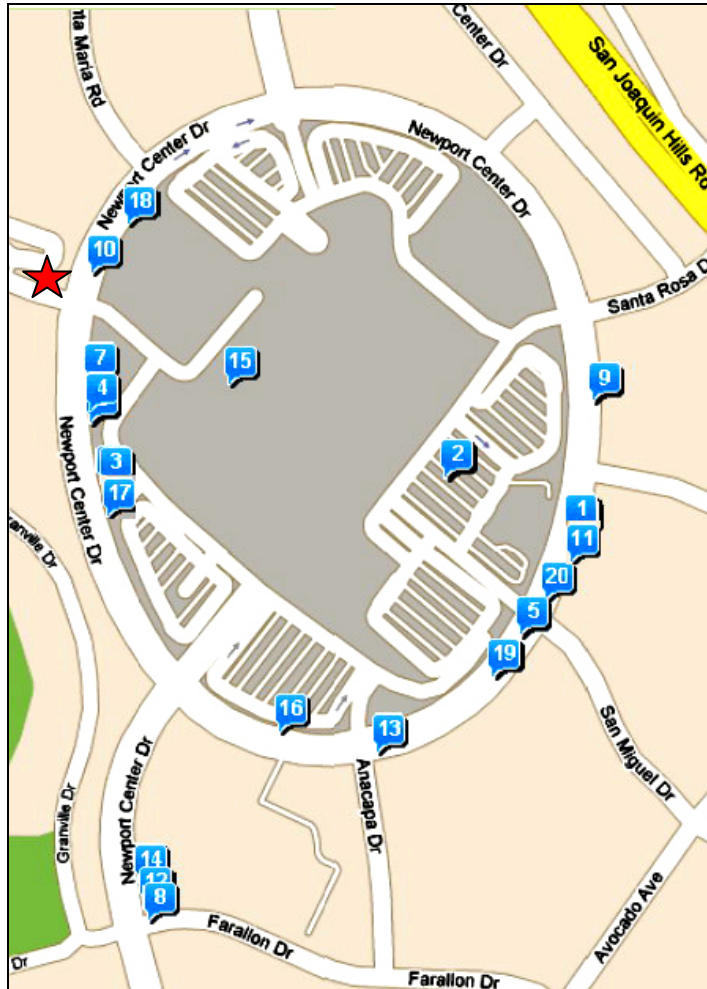 nta Maria Rd
Center Dr
San Joaquin Hills Rd
Newport Center Dr
Newport Center Dr
18
10
Santa Rosa D
7
15
9
4
Newport Center Dr
3
2
17
1
11
20
5
19
16
13
San Miguel Dr
anville Dr
Newport Center Dr
Anacapa Dr
Granville Dr
14
12
8
Avocado Ave
Farallon Dr
Dr
Farallon Dr